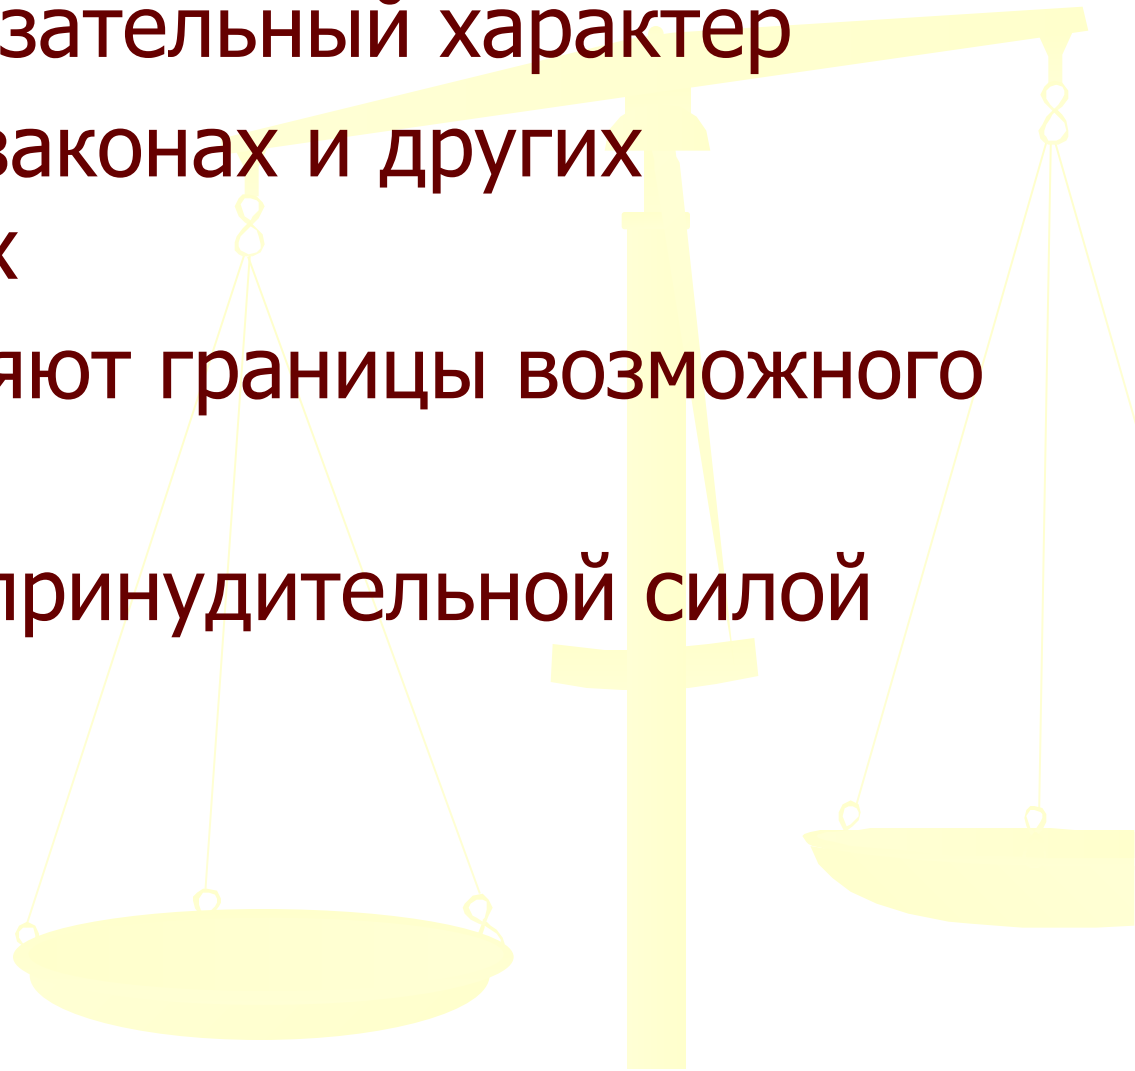 зательный характер
законах и других
х
яют границы возможного
принудительной силой